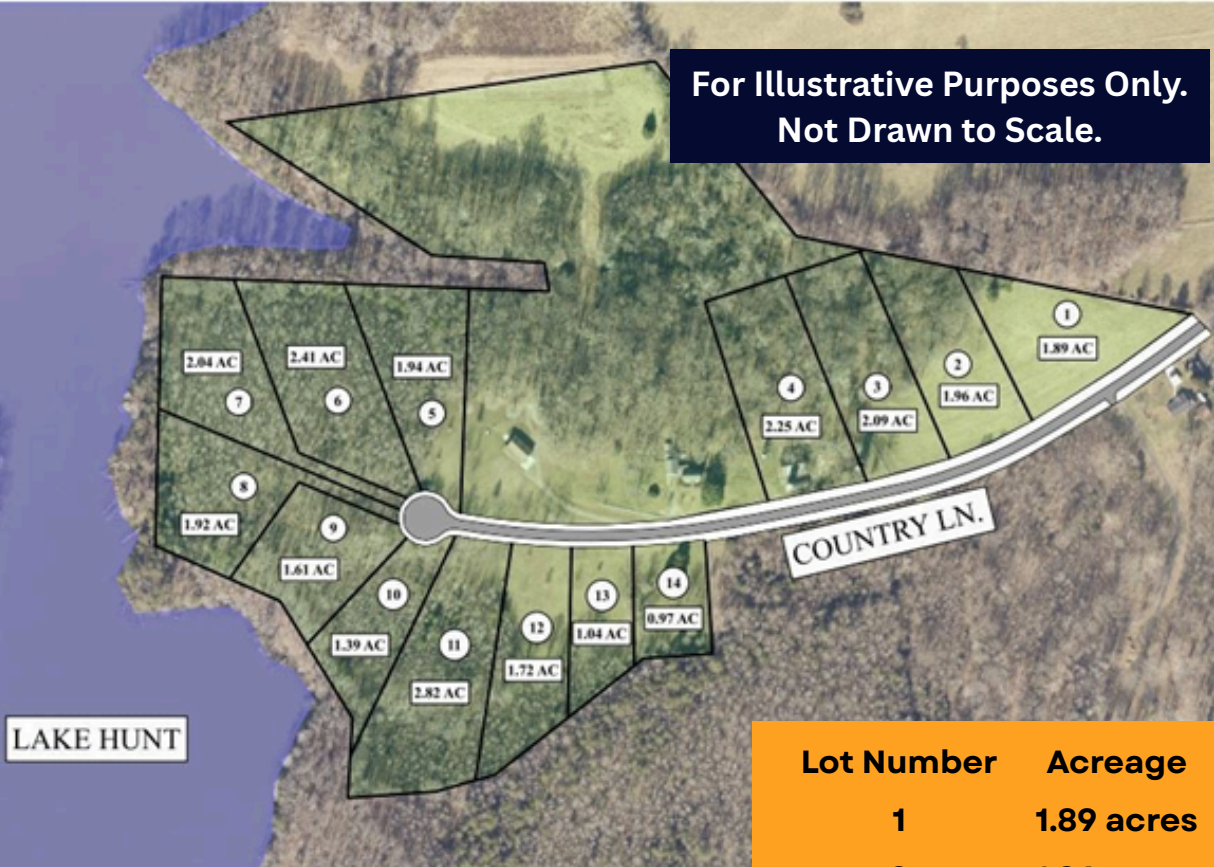 For Illustrative Purposes Only.
Not Drawn to Scale.
1
1.89 AC
2
1.96 AC
3
2.09 AC
4
2.25 AC
5
1.94 AC
6
2.41 AC
7
2.04 AC
8
1.92 AC
9
1.61 AC
10
1.39 AC
11
2.82 AC
12
1.72 AC
13
1.04 AC
14
0.97 AC
COUNTRY LN.
LAKE HUNT
Lot Number Acreage
1 1.89 acres